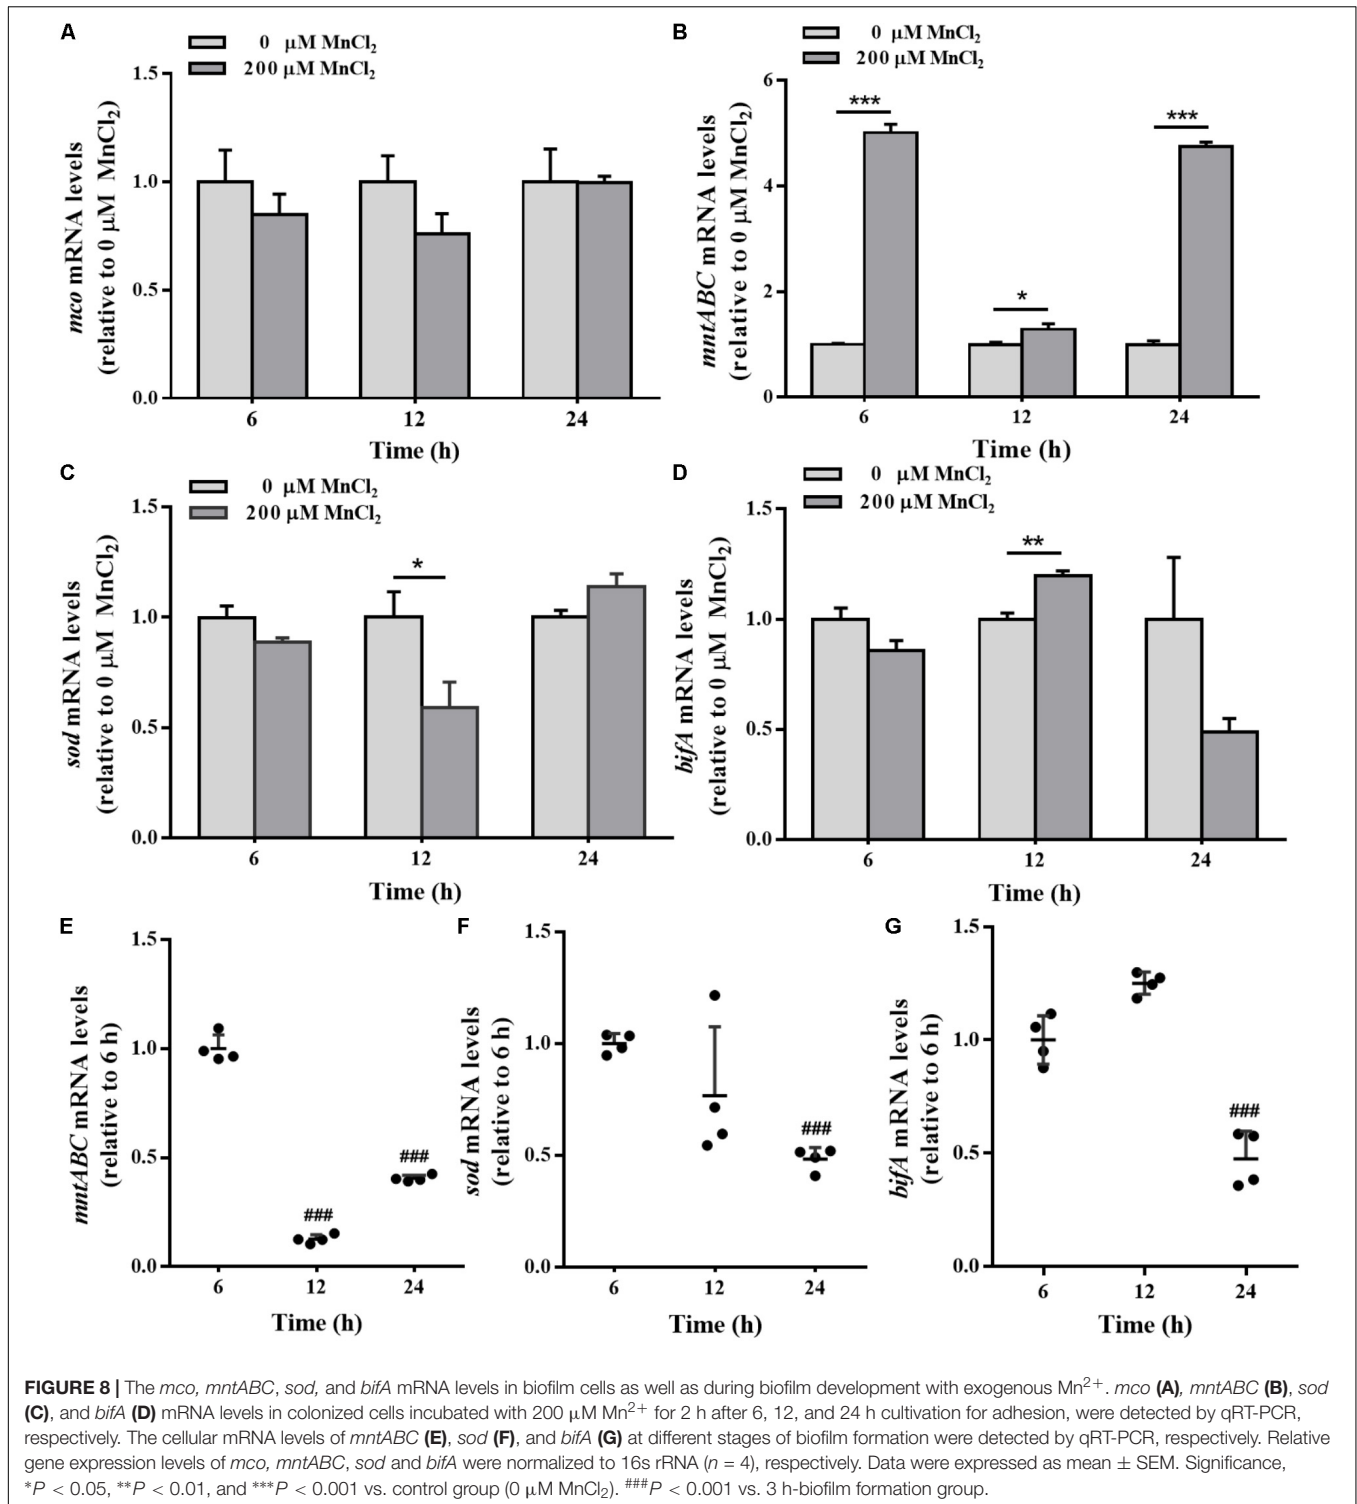 A
0 μM MnCl2
200 μM MnCl2
1.5
1.0
0.5
0.0
mco mRNA levels
(relative to 0 μM MnCl2)
6 12 24
Time (h)
B
0 μM MnCl2
200 μM MnCl2
6
4
2
0
mntABC mRNA levels
(relative to 0 μM MnCl2)
***
*
***
6 12 24
Time (h)
C
0 μM MnCl2
200 μM MnCl2
1.5
1.0
0.5
0.0
sod mRNA levels
(relative to 0 μM MnCl2)
*
6 12 24
Time (h)
D
0 μM MnCl2
200 μM MnCl2
1.5
1.0
0.5
0.0
bifA mRNA levels
(relative to 0 μM MnCl2)
**
6 12 24
Time (h)
E
1.5
1.0
0.5
0.0
mntABC mRNA levels
(relative to 6 h)
###
###
6 12 24
Time (h)
F
1.5
1.0
0.5
0.0
sod mRNA levels
(relative to 6 h)
###
6 12 24
Time (h)
G
1.5
1.0
0.5
0.0
bifA mRNA levels
(relative to 6 h)
###
6 12 24
Time (h)
FIGURE 8 | The mco, mntABC, sod, and bifA mRNA levels in biofilm cells as well as during biofilm development with exogenous Mn2+. mco (A), mntABC (B), sod
(C), and bifA (D) mRNA levels in colonized cells incubated with 200 μM Mn2+ for 2 h after 6, 12, and 24 h cultivation for adhesion, were detected by qRT-PCR,
respectively. The cellular mRNA levels of mntABC (E), sod (F), and bifA (G) at different stages of biofilm formation were detected by qRT-PCR, respectively. Relative
gene expression levels of mco, mntABC, sod and bifA were normalized to 16s rRNA (n = 4), respectively. Data were expressed as mean ± SEM. Significance,
*P < 0.05, **P < 0.01, and ***P < 0.001 vs. control group (0 μM MnCl2). ###P < 0.001 vs. 3 h-biofilm formation group.